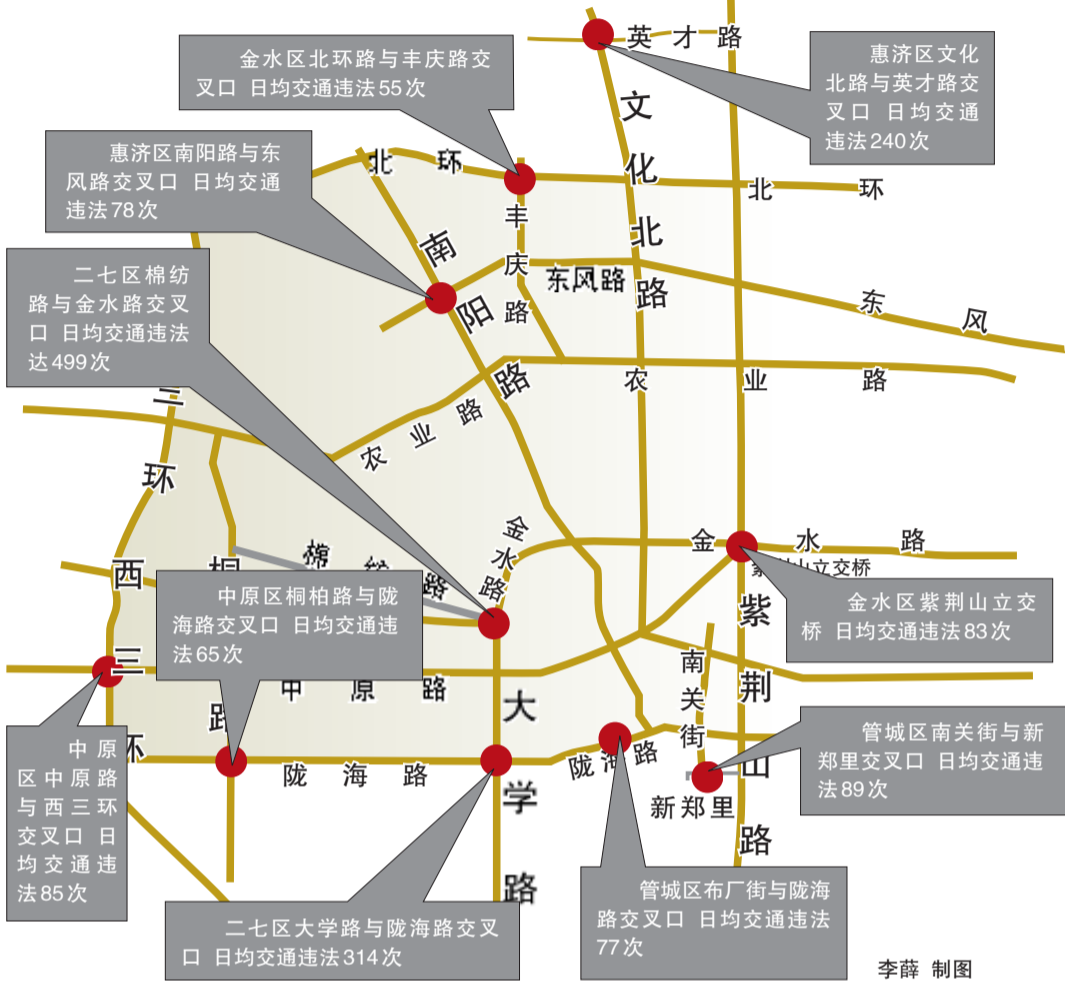 金水区北环路与丰庆路交
叉口 日均交通违法55次
英才路
惠济区文化
北路与英才路交
叉口 日均交通
违法240次
惠济区南阳路与东
风路交叉口 日均交通
违法78次
北环
北环
文化北路
丰庆路
南阳路
东风路
东风
二七区棉纺
路与金水路交叉
口 日均交通违法
达499次
农业路
农业路
三环
金水路
金水路
紫荆山立交桥
棉纺路
西三环
桐
路
中原区桐柏路与陇
海路交叉口 日均交通违
法65次
金水区紫荆山立交
桥 日均交通违法83次
紫荆山路
中原路
南关街
大学路
中原
区中原路
与西三环
交叉口 日
均交通违
法85次
陇海路
陇海路
新郑里
管城区南关街与新
郑里交叉口 日均交通违
法89次
二七区大学路与陇海路交叉
口 日均交通违法314次
管城区布厂街与陇海
路交叉口 日均交通违法
77次
李薛 制图